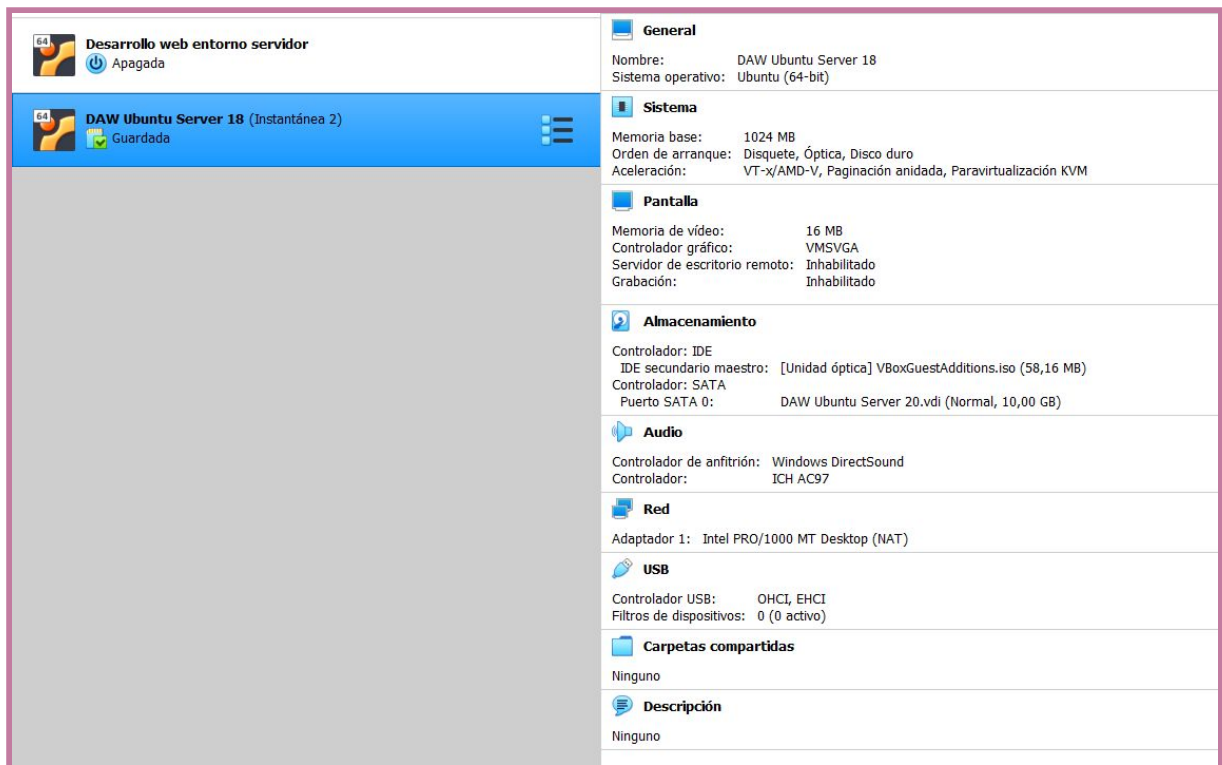 64
Desarrollo web entorno servidor
Apagada
64
DAW Ubuntu Server 18 (Instantánea 2)
Guardada
General
Nombre: DAW Ubuntu Server 18
Sistema operativo: Ubuntu (64-bit)
Sistema
Memoria base: 1024 MB
Orden de arranque: Disquete, Óptica, Disco duro
Aceleración: VT-x/AMD-V, Paginación anidada, Paravirtualización KVM
Pantalla
Memoria de vídeo: 16 MB
Controlador gráfico: VMSVGA
Servidor de escritorio remoto: Inhabilitado
Grabación: Inhabilitado
Almacenamiento
Controlador: IDE
IDE secundario maestro: [Unidad óptica] VBoxGuestAdditions.iso (58,16 MB)
Controlador: SATA
Puerto SATA 0: DAW Ubuntu Server 20.vdi (Normal, 10,00 GB)
Audio
Controlador de anfitrión: Windows DirectSound
Controlador: ICH AC97
Red
Adaptador 1: Intel PRO/1000 MT Desktop (NAT)
USB
Controlador USB: OHCI, EHCI
Filtros de dispositivos: 0 (0 activo)
Carpetas compartidas
Ninguno
Descripción
Ninguno